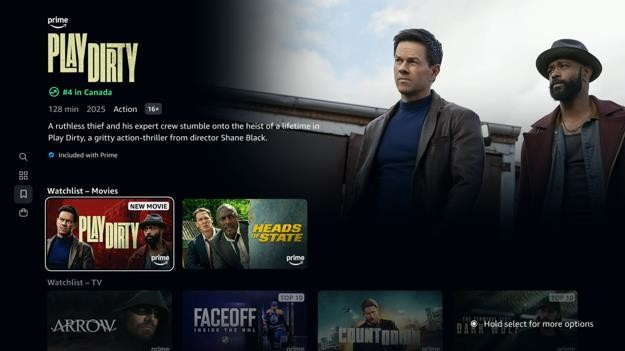 prime
PLAY DIRTY
#4 in Canada
128 min 2025 Action 16+
A ruthless thief and his expert crew stumble onto the heist of a lifetime in
Play Dirty, a gritty action-thriller from director Shane Black.
Included with Prime
Watchlist – Movies
NEW MOVIE
PLAY DIRTY
prime
HEADS OF STATE
prime
Watchlist – TV
ARROW
TOP 10
FACEOFF
INSIDE THE NHL
COUNTDOWN
TOP 10
DARK WOLF
Hold select for more options
prime
prime